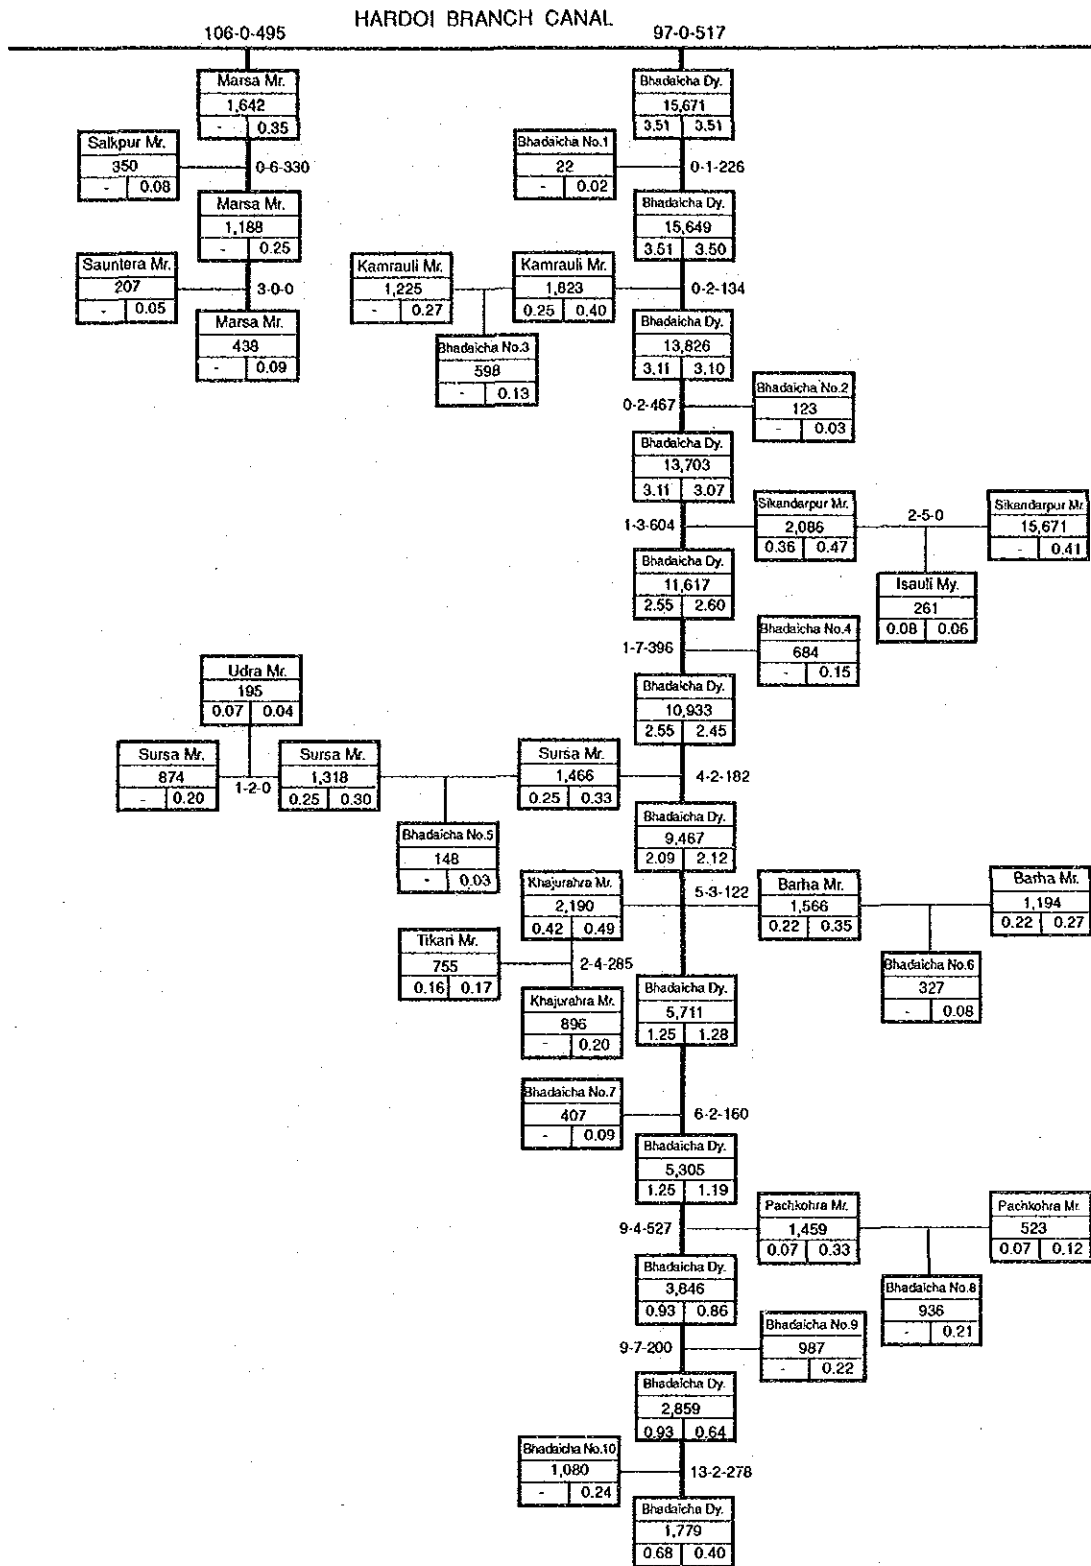 HARDOI BRANCH CANAL
106-0-495
97-0-517
Marsa Mr.
1,642
- 0.35
Salkpur Mr.
350
- 0.08
0-6-330
Marsa Mr.
1,188
- 0.25
Sauntera Mr.
207
- 0.05
3-0-0
Marsa Mr.
438
- 0.09
Bhadaicha Dy.
15,671
3.51 3.51
Bhadaicha No.1
22
- 0.02
0-1-226
Bhadaicha Dy.
15,649
3.51 3.50
Kamrauli Mr.
1,225
- 0.27
Kamrauli Mr.
1,823
0.25 0.40
0-2-134
Bhadaicha No.3
598
- 0.13
Bhadaicha Dy.
13,826
3.11 3.10
0-2-467
Bhadaicha No.2
123
- 0.03
Bhadaicha Dy.
13,703
3.11 3.07
1-3-604
Sikandarpur Mr.
2,086
0.36 0.47
2-5-0
Sikandarpur Mr
15,671
- 0.41
Isauli My.
261
0.08 0.06
Bhadaicha Dy.
11,617
2.55 2.60
1-7-396
Bhadaicha No.4
684
- 0.15
Bhadaicha Dy.
10,933
2.55 2.45
Udra Mr.
195
0.07 0.04
Sursa Mr.
874
- 0.20
1-2-0
Sursa Mr.
1,318
0.25 0.30
Sursa Mr.
1,466
0.25 0.33
4-2-182
Bhadaicha No.5
148
- 0.03
Bhadaicha Dy.
9,467
2.09 2.12
Khajurahra Mr.
2,190
0.42 0.49
5-3-122
Barha Mr.
1,566
0.22 0.35
Barha Mr.
1,194
0.22 0.27
Tikari Mr.
755
0.16 0.17
2-4-285
Khajurahra Mr.
896
- 0.20
Bhadaicha No.6
327
- 0.08
Bhadaicha Dy.
5,711
1.25 1.28
Bhadaicha No.7
407
- 0.09
6-2-160
Bhadaicha Dy.
5,305
1.25 1.19
9-4-527
Pachkohra Mr.
1,459
0.07 0.33
Pachkohra Mr.
523
0.07 0.12
Bhadaicha No.8
936
- 0.21
Bhadaicha Dy.
3,846
0.93 0.86
9-7-200
Bhadaicha No.9
987
- 0.22
Bhadaicha Dy.
2,859
0.93 0.64
Bhadaicha No.10
1,080
- 0.24
13-2-278
Bhadaicha Dy.
1,779
0.68 0.40